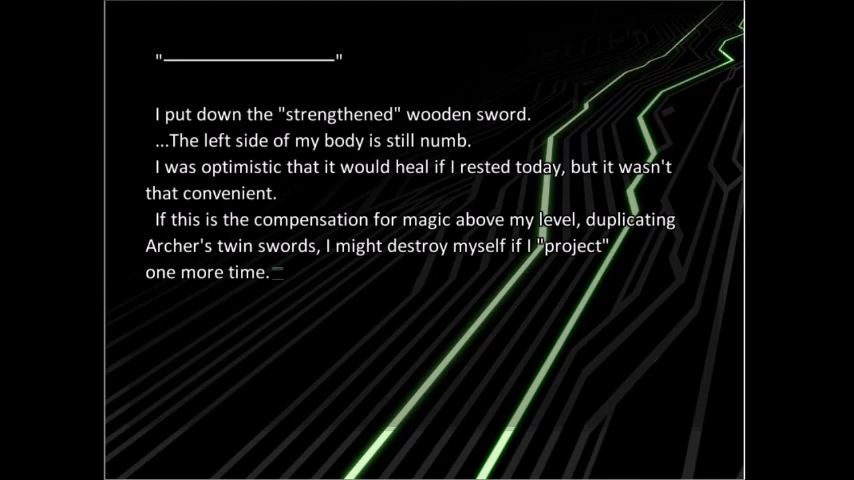 "――――――――――"
I put down the "strengthened" wooden sword.
...The left side of my body is still numb.
I was optimistic that it would heal if I rested today, but it wasn't
that convenient.
If this is the compensation for magic above my level, duplicating
Archer's twin swords, I might destroy myself if I "project"
one more time.